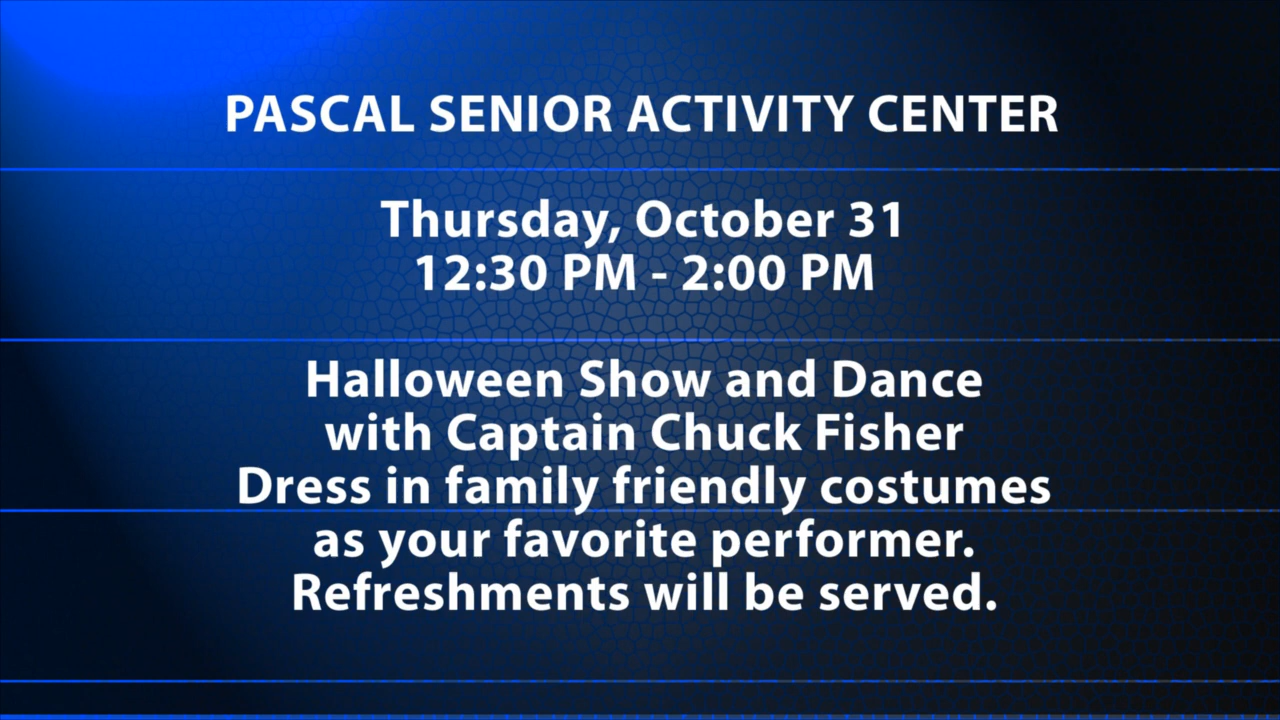 PASCAL SENIOR ACTIVITY CENTER
Thursday, October 31
12:30 PM - 2:00 PM
Halloween Show and Dance
with Captain Chuck Fisher
Dress in family friendly costumes
as your favorite performer.
Refreshments will be served.